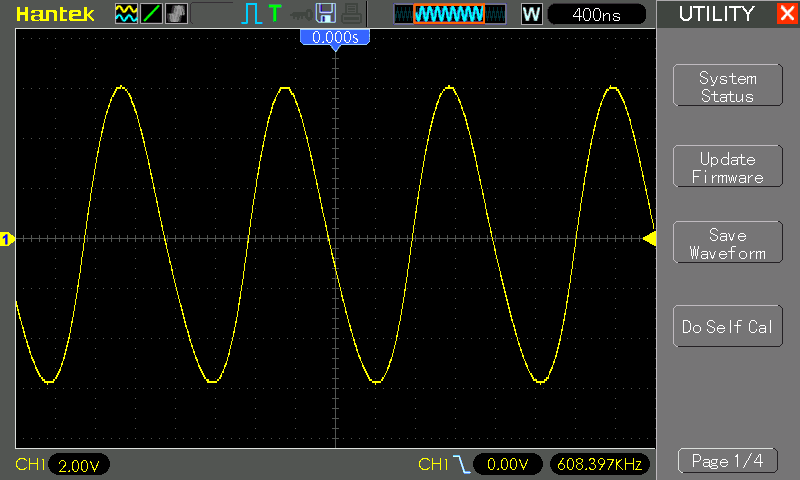 Hantek T W 400ns UTILITY X
0.000s
System
Status
Update
Firmware
1
Save
Waveform
Do Self Cal
CH1 2.00V CH1 0.00V 608.397KHz Page 1/4